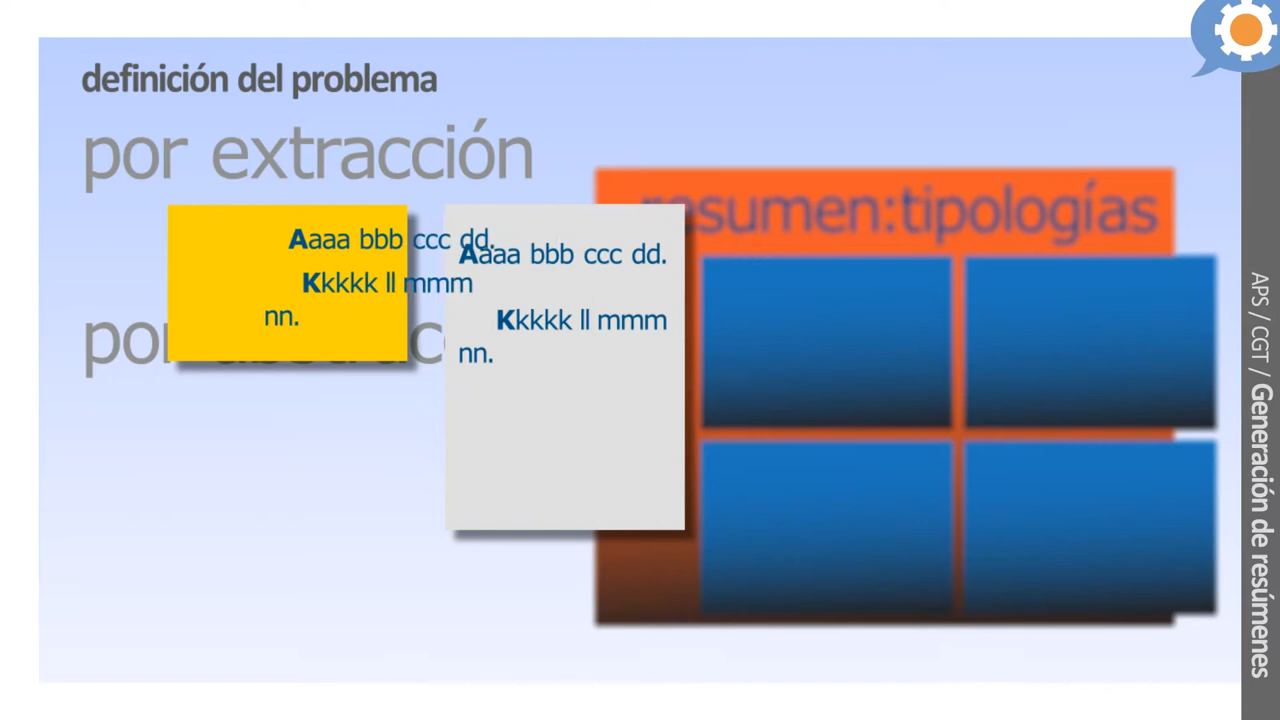 definición del problema
por extracción
resumen:tipologías
Aaaa bbb ccc dd.
Kkkkk ll mmm
nn.
Aaaa bbb ccc dd.
Kkkkk ll mmm
nn.
por
APS / CGT / Generación de resúmenes